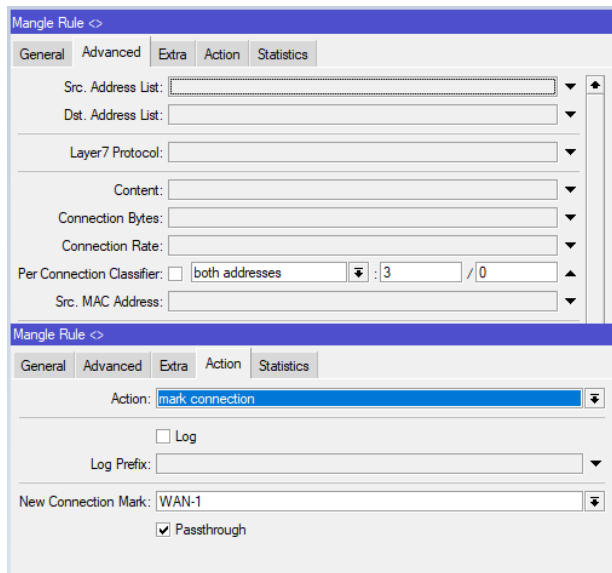 Mangle Rule <>
General Advanced Extra Action Statistics
Src. Address List:
Dst. Address List:
Layer7 Protocol:
Content:
Connection Bytes:
Connection Rate:
Per Connection Classifier: both addresses : 3 / 0
Src. MAC Address:
Mangle Rule <>
General Advanced Extra Action Statistics
Action: mark connection
Log
Log Prefix:
New Connection Mark: WAN-1
Passthrough